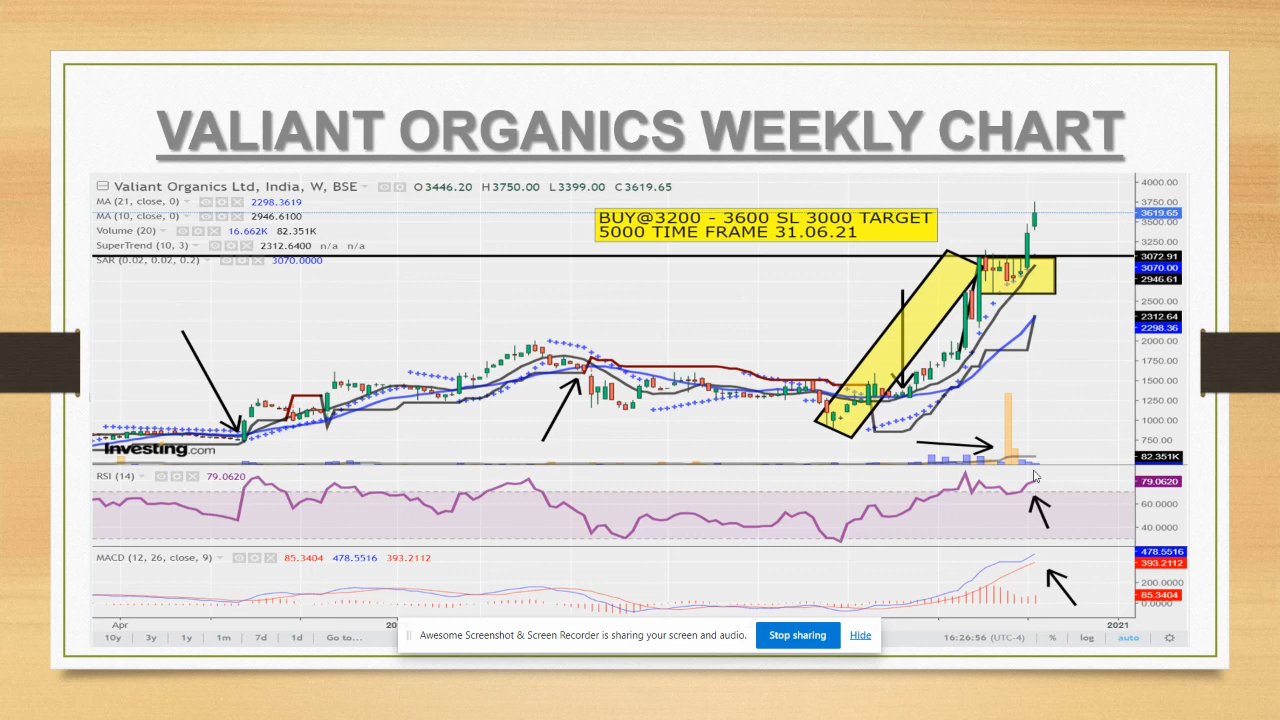 VALIANT ORGANICS WEEKLY CHART
Valiant Organics Ltd, India, W, BSE O3446.20 H3750.00 L3399.00 C3619.65
MA (21, close, 0) 2298.3619
MA (10, close, 0) 2946.6100
Volume (20) 16.662K 82.351K
SuperTrend (10, 3) 2312.6400 n/a n/a
SAR (0.02, 0.02, 0.2) 3070.0000
BUY@3200 - 3600 SL 3000 TARGET
5000 TIME FRAME 31.06.21
4000.00
3750.00
3619.65
3500.00
3250.00
3072.91
3070.00
2946.61
2500.00
2312.64
2298.36
2000.00
1750.00
1500.00
1250.00
1000.00
750.00
82.351K
Investing.com
RSI (14) 79.0620
79.0620
60.0000
40.0000
MACD (12, 26, close, 9) 85.3404 478.5516 393.2112
478.5516
393.2112
200.0000
85.3404
0.0000
Apr 20 2021
10y 3y 1y 1m 7d 1d Go to... 16:26:56 (UTC-4) % log auto
Awesome Screenshot & Screen Recorder is sharing your screen and audio. Stop sharing Hide